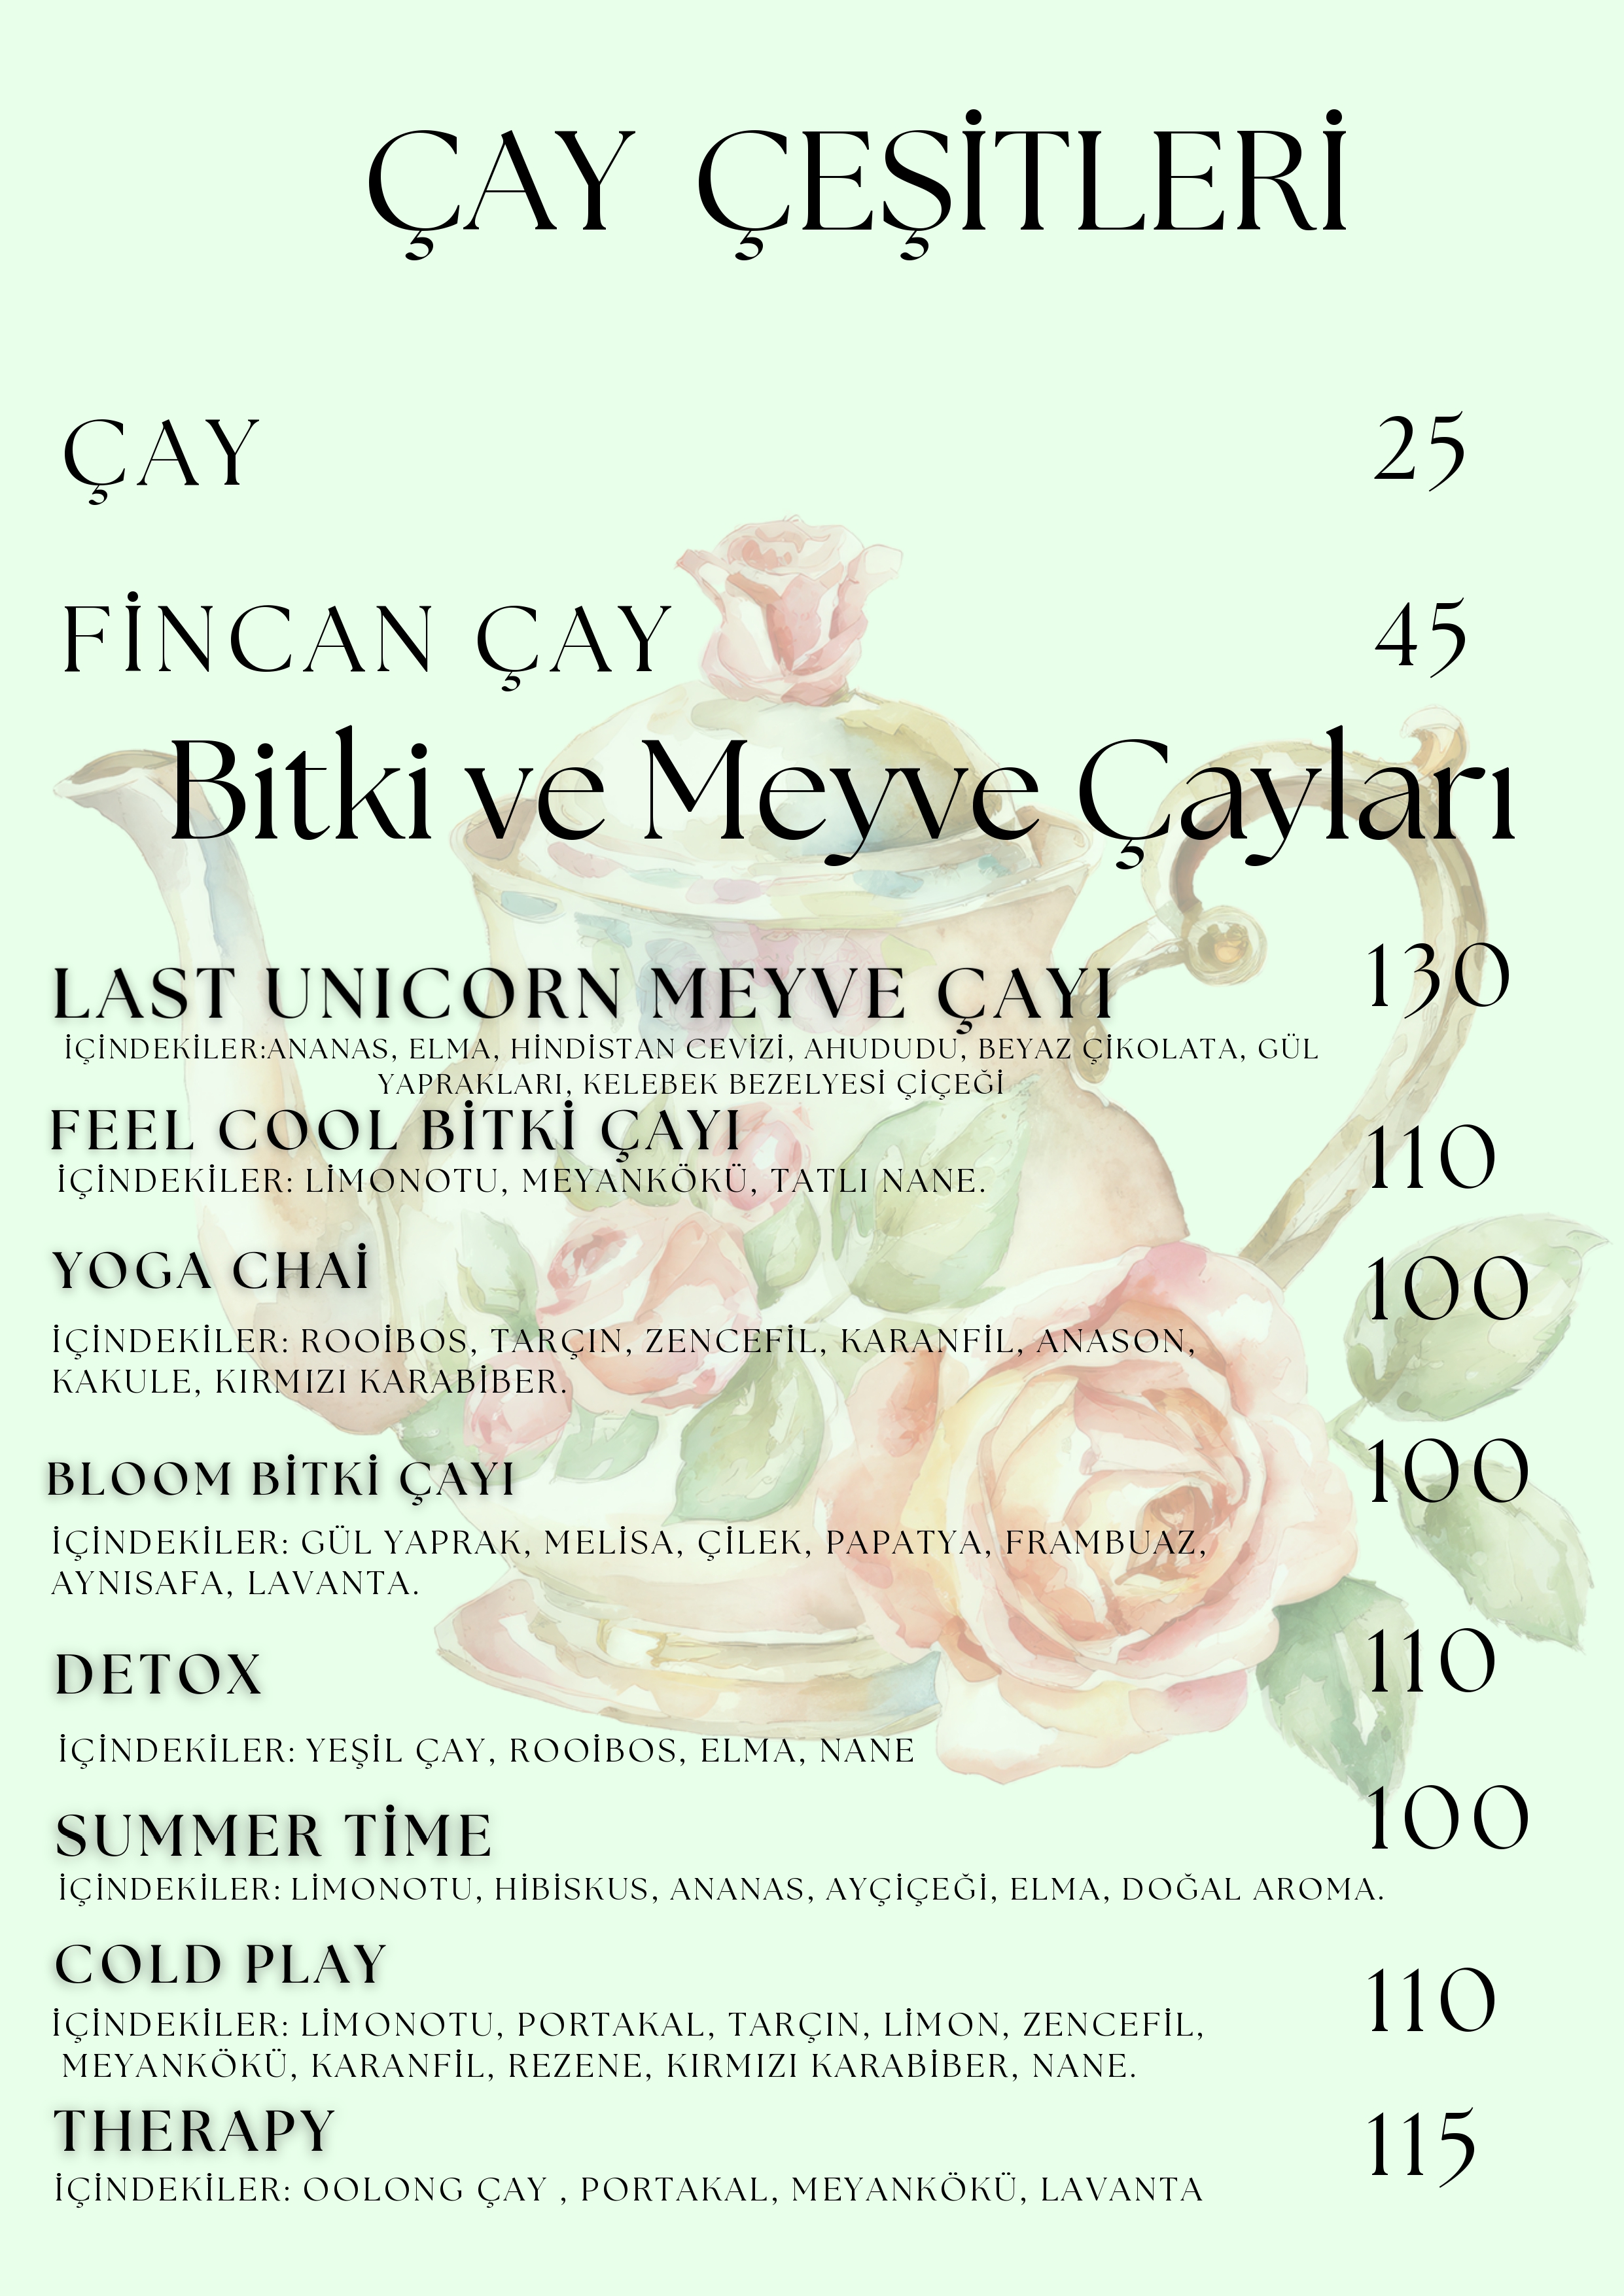 ÇAY ÇEŞİTLERİ
ÇAY 25
FİNCAN ÇAY 45
Bitki ve Meyve Çayları
LAST UNICORN MEYVE ÇAYI 130
İÇİNDEKİLER:ANANAS, ELMA, HİNDİSTAN CEVİZİ, AHUDUDU, BEYAZ ÇİKOLATA, GÜL
YAPRAKLARI, KELEBEK BEZELYESİ ÇİÇEĞİ
FEEL COOL BİTKİ ÇAYI 110
İÇİNDEKİLER: LİMONOTU, MEYANKÖKÜ, TATLI NANE.
YOGA CHAİ 100
İÇİNDEKİLER: ROOİBOS, TARÇIN, ZENCEFİL, KARANFİL, ANASON,
KAKULE, KIRMIZI KARABİBER.
BLOOM BİTKİ ÇAYI 100
İÇİNDEKİLER: GÜL YAPRAK, MELİSA, ÇİLEK, PAPATYA, FRAMBUAZ,
AYNISAFA, LAVANTA.
DETOX 110
İÇİNDEKİLER: YEŞİL ÇAY, ROOİBOS, ELMA, NANE
SUMMER TİME 100
İÇİNDEKİLER: LİMONOTU, HİBİSKUS, ANANAS, AYÇİÇEĞİ, ELMA, DOĞAL AROMA.
COLD PLAY 110
İÇİNDEKİLER: LİMONOTU, PORTAKAL, TARÇIN, LİMON, ZENCEFİL,
MEYANKÖKÜ, KARANFİL, REZENE, KIRMIZI KARABİBER, NANE.
THERAPY 115
İÇİNDEKİLER: OOLONG ÇAY , PORTAKAL, MEYANKÖKÜ, LAVANTA